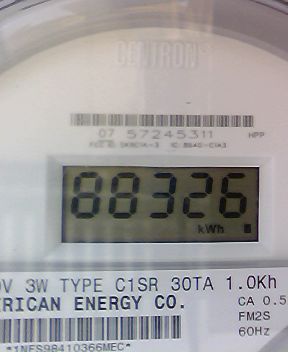 CENTRON®
07 57245311 HPP
88326
kWh
V 3W TYPE C1SR 30TA 1.0Kh
RICAN ENERGY CO.
CA 0.5
FM2S
60Hz
*1NFS98410366MEC*